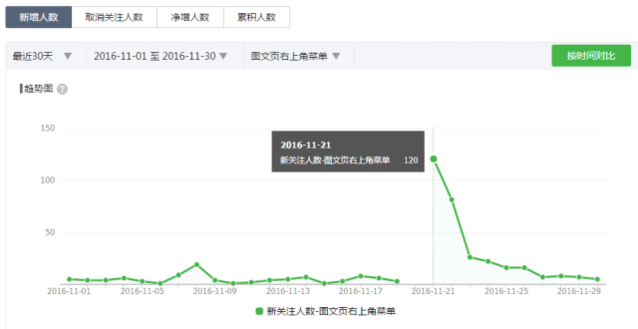 新增人数 取消关注人数 净增人数 累积人数
最近30天 2016-11-01 至 2016-11-30 图文页右上角菜单 按时间对比
趋势图 ?
150
100
50
2016-11-21
新关注人数-图文页右上角菜单 120
2016-11-01 2016-11-05 2016-11-09 2016-11-13 2016-11-17 2016-11-21 2016-11-25 2016-11-29
新关注人数-图文页右上角菜单